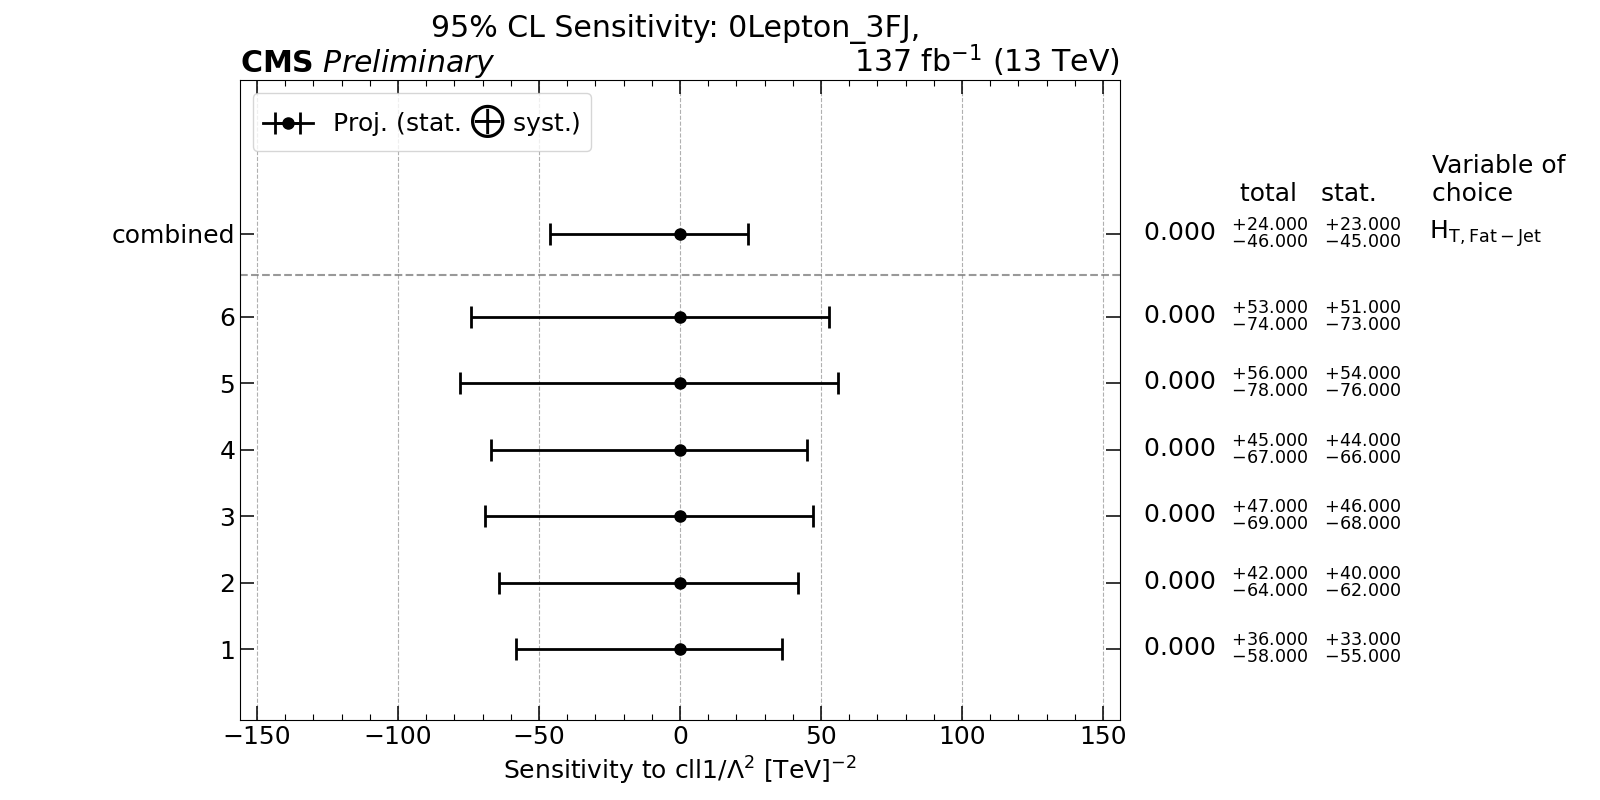 95% CL Sensitivity: 0Lepton_3FJ,
CMS Preliminary 137 fb⁻¹ (13 TeV)
Proj. (stat. ⊕ syst.)
Variable of
total stat. choice
combined 0.000 +24.000 −46.000 +23.000 −45.000 H_T, Fat−Jet
6 0.000 +53.000 −74.000 +51.000 −73.000
5 0.000 +56.000 −78.000 +54.000 −76.000
4 0.000 +45.000 −67.000 +44.000 −66.000
3 0.000 +47.000 −69.000 +46.000 −68.000
2 0.000 +42.000 −64.000 +40.000 −62.000
1 0.000 +36.000 −58.000 +33.000 −55.000
−150 −100 −50 0 50 100 150
Sensitivity to cll1/Λ² [TeV]⁻²